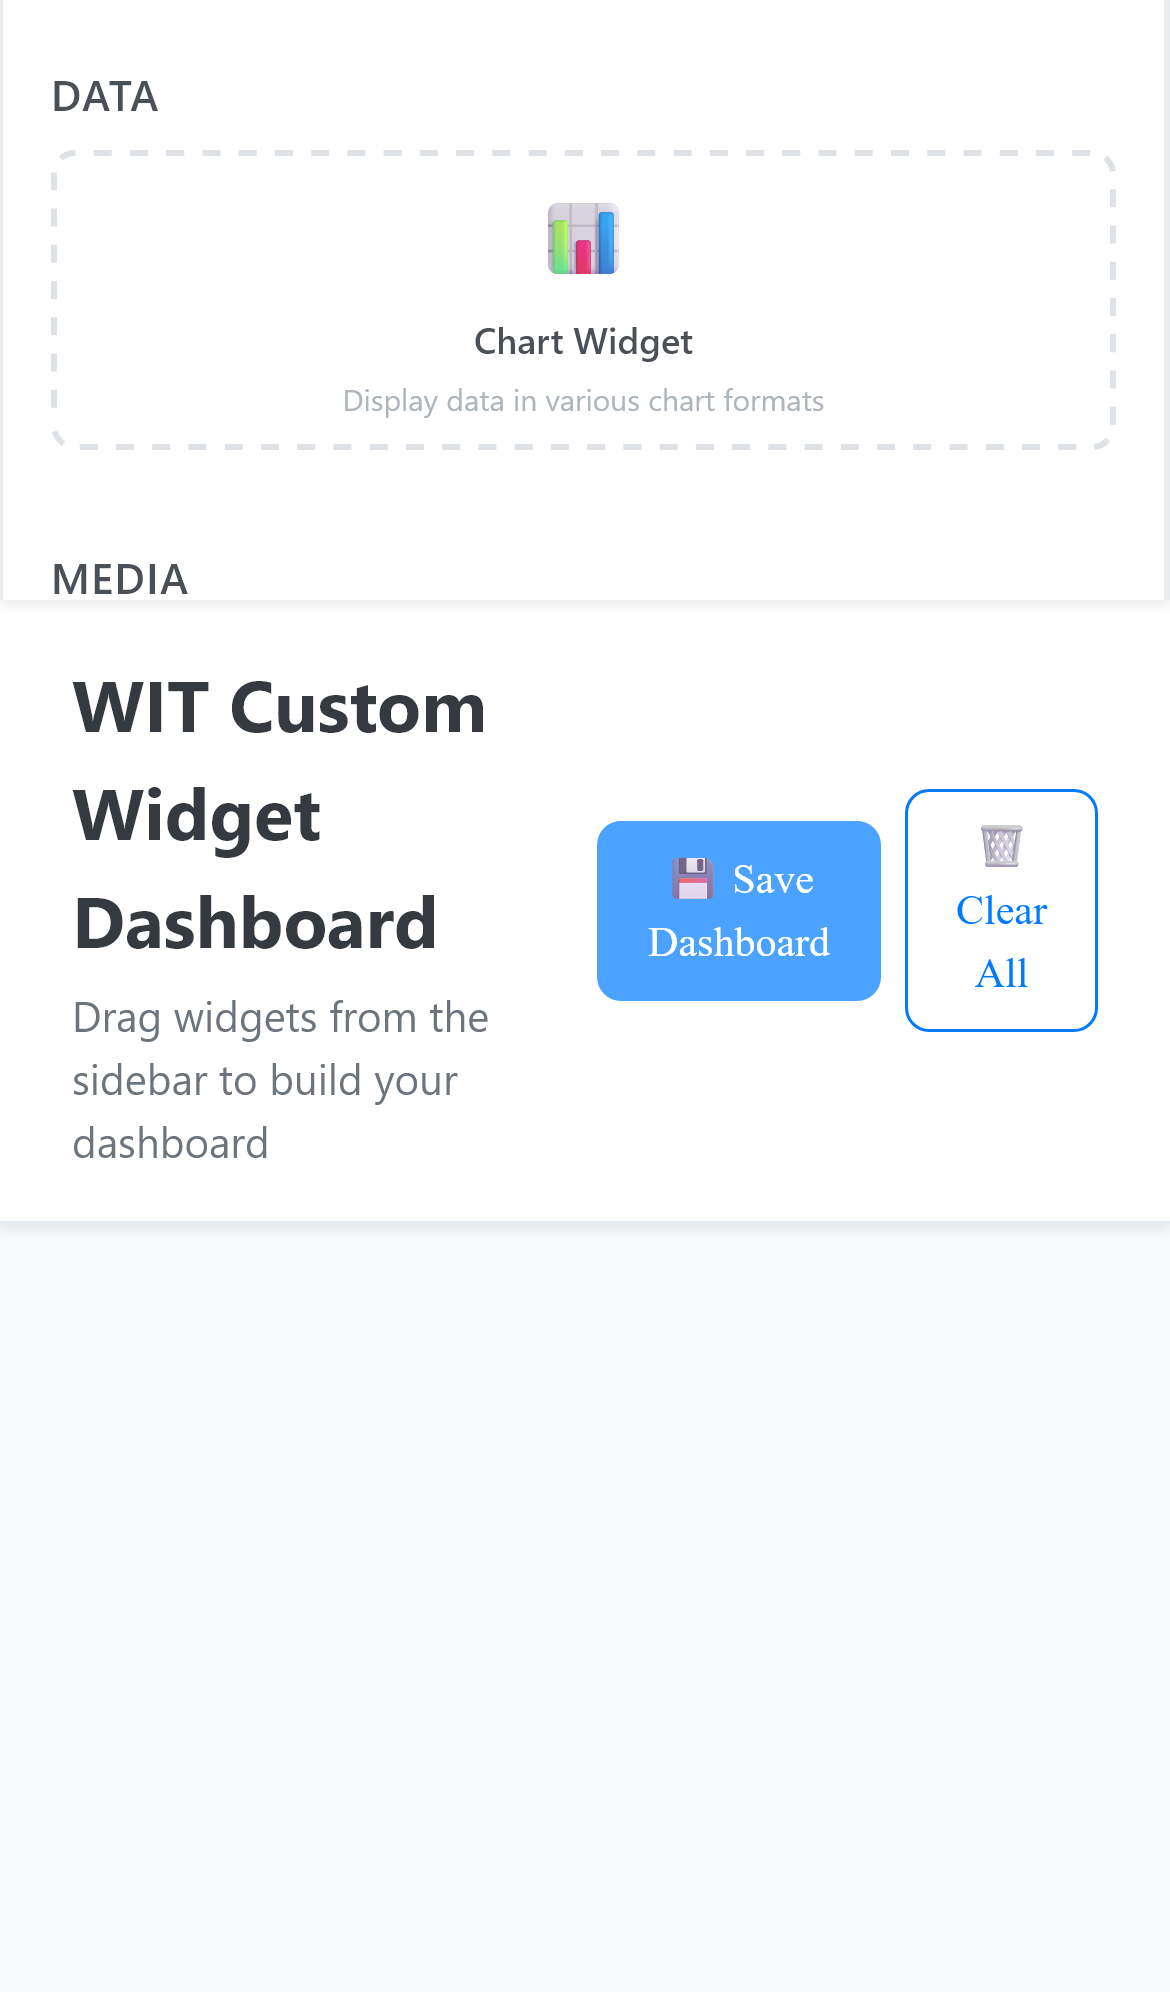 DATA
Chart Widget
Display data in various chart formats
MEDIA
WIT Custom
Widget
Dashboard
Drag widgets from the
sidebar to build your
dashboard
Save
Dashboard
Clear
All